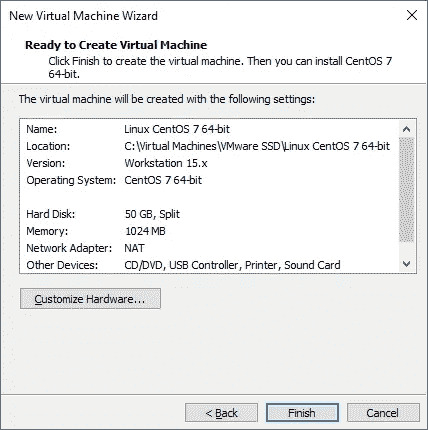 New Virtual Machine Wizard
Ready to Create Virtual Machine
Click Finish to create the virtual machine. Then you can install CentOS 7
64-bit.
The virtual machine will be created with the following settings:
Name: Linux CentOS 7 64-bit
Location: C:\Virtual Machines\VMware SSD\Linux CentOS 7 64-bit
Version: Workstation 15.x
Operating System: CentOS 7 64-bit
Hard Disk: 50 GB, Split
Memory: 1024 MB
Network Adapter: NAT
Other Devices: CD/DVD, USB Controller, Printer, Sound Card
Customize Hardware...
< Back Finish Cancel